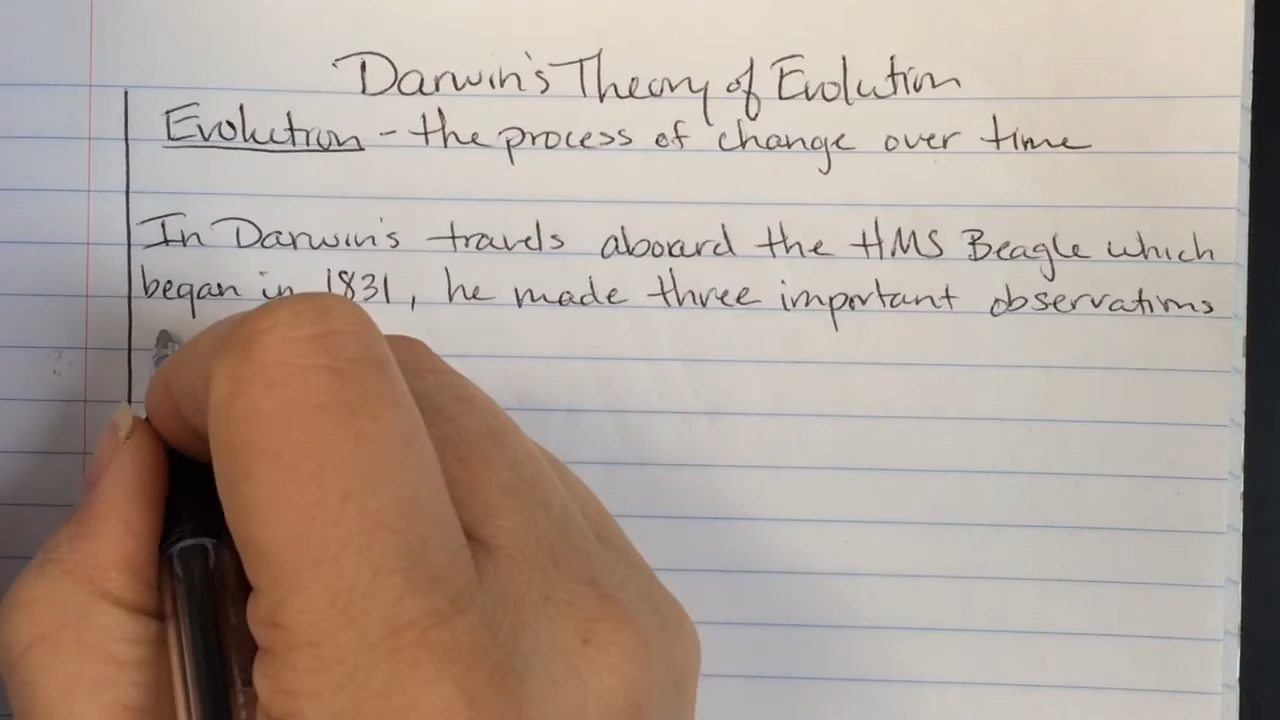 Darwin's Theory of Evolution
Evolution - the process of change over time
In Darwin's travels aboard the HMS Beagle which
began in 1831, he made three important observations